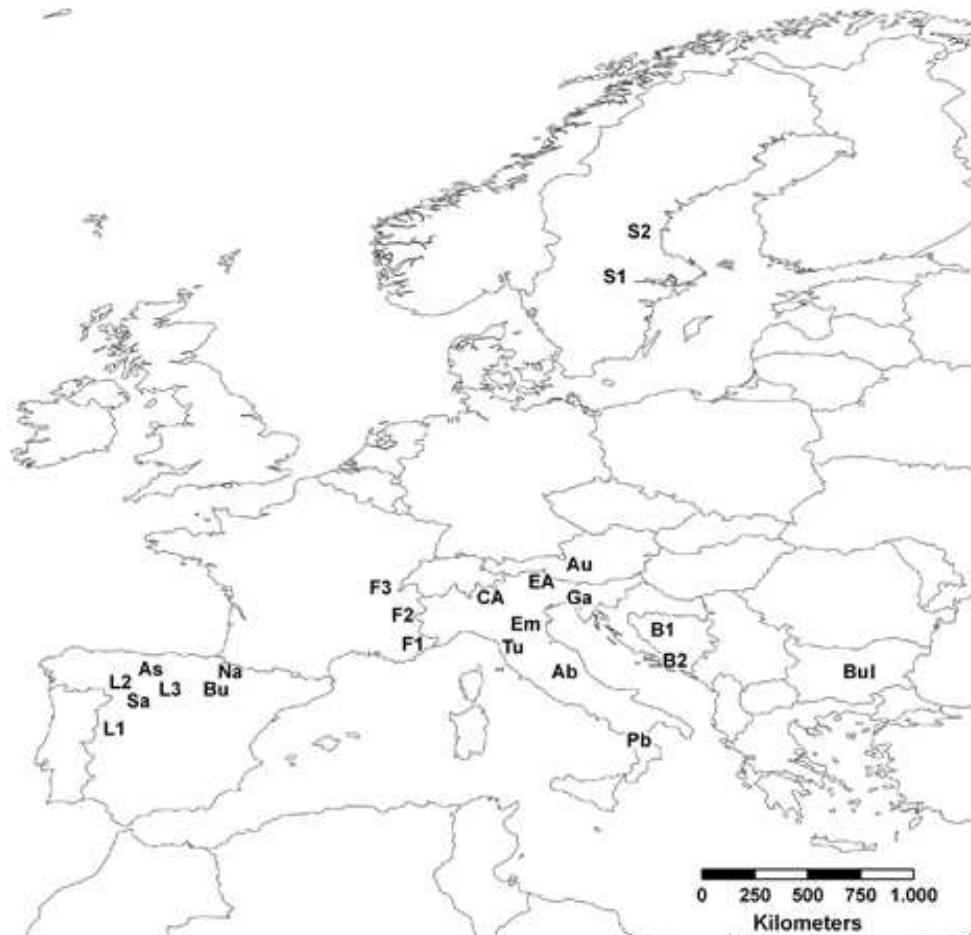 S2
S1
Au
EA
F3
CA
Ga
F2
Em
B1
F1
Tu
B2
As
Na
Ab
Bul
L2
L3
Bu
Sa
L1
Pb
0 250 500 750 1.000
Kilometers